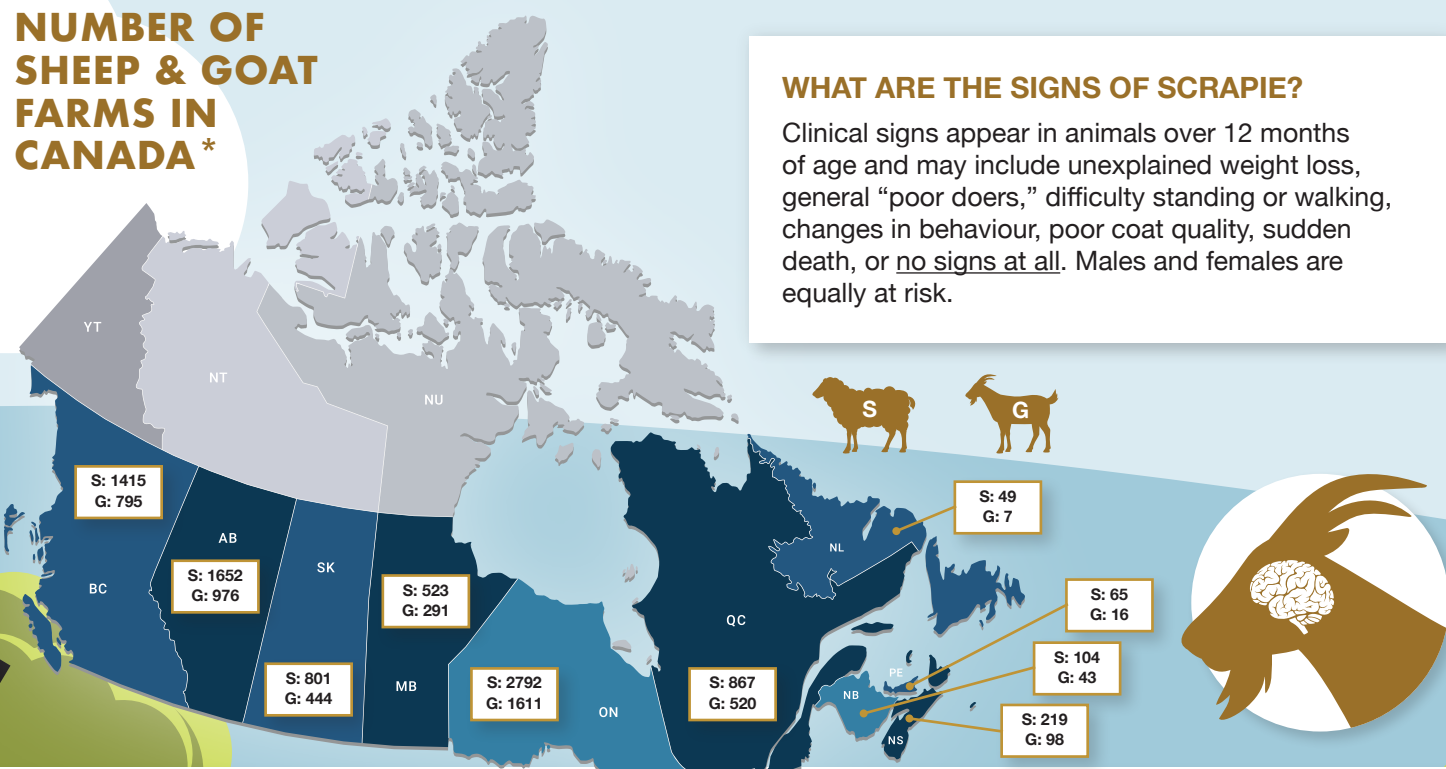 NUMBER OF
SHEEP & GOAT
FARMS IN
CANADA*
WHAT ARE THE SIGNS OF SCRAPIE?
Clinical signs appear in animals over 12 months
of age and may include unexplained weight loss,
general “poor doers,” difficulty standing or walking,
changes in behaviour, poor coat quality, sudden
death, or no signs at all. Males and females are
equally at risk.
S
G
YT
NT
NU
BC
S: 1415
G: 795
AB
S: 1652
G: 976
SK
S: 801
G: 444
MB
S: 523
G: 291
ON
S: 2792
G: 1611
QC
S: 867
G: 520
NL
S: 49
G: 7
PE
S: 65
G: 16
NB
S: 104
G: 43
NS
S: 219
G: 98